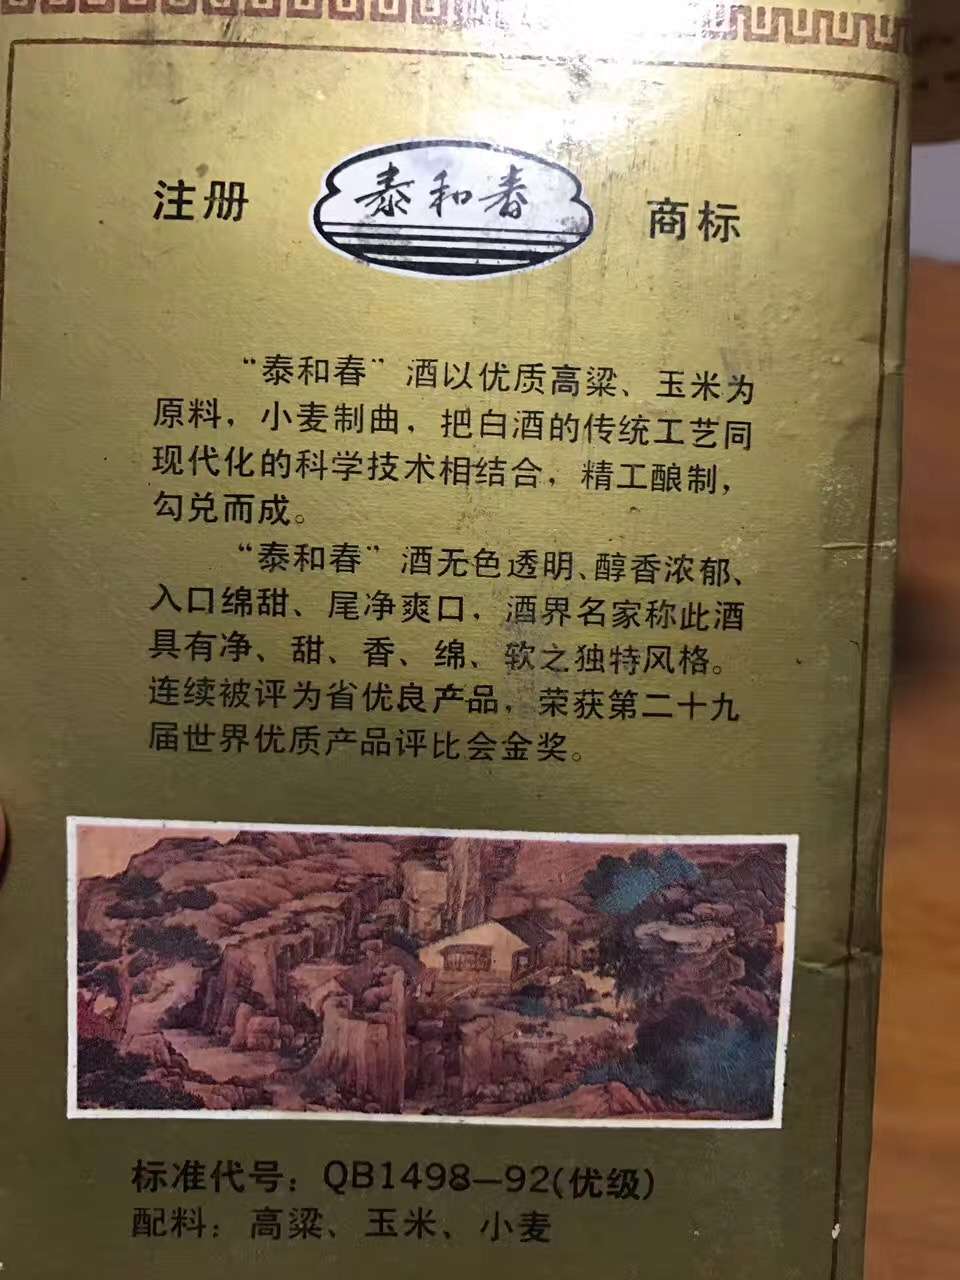 注册 泰和春 商标
“泰和春”酒以优质高粱、玉米为
原料，小麦制曲，把白酒的传统工艺同
现代化的科学技术相结合，精工酿制，
勾兑而成。
“泰和春”酒无色透明、醇香浓郁、
入口绵甜、尾净爽口，酒界名家称此酒
具有净、甜、香、绵、软之独特风格。
连续被评为省优良产品，荣获第二十九
届世界优质产品评比会金奖。
标准代号：QB1498—92(优级)
配料：高粱、玉米、小麦